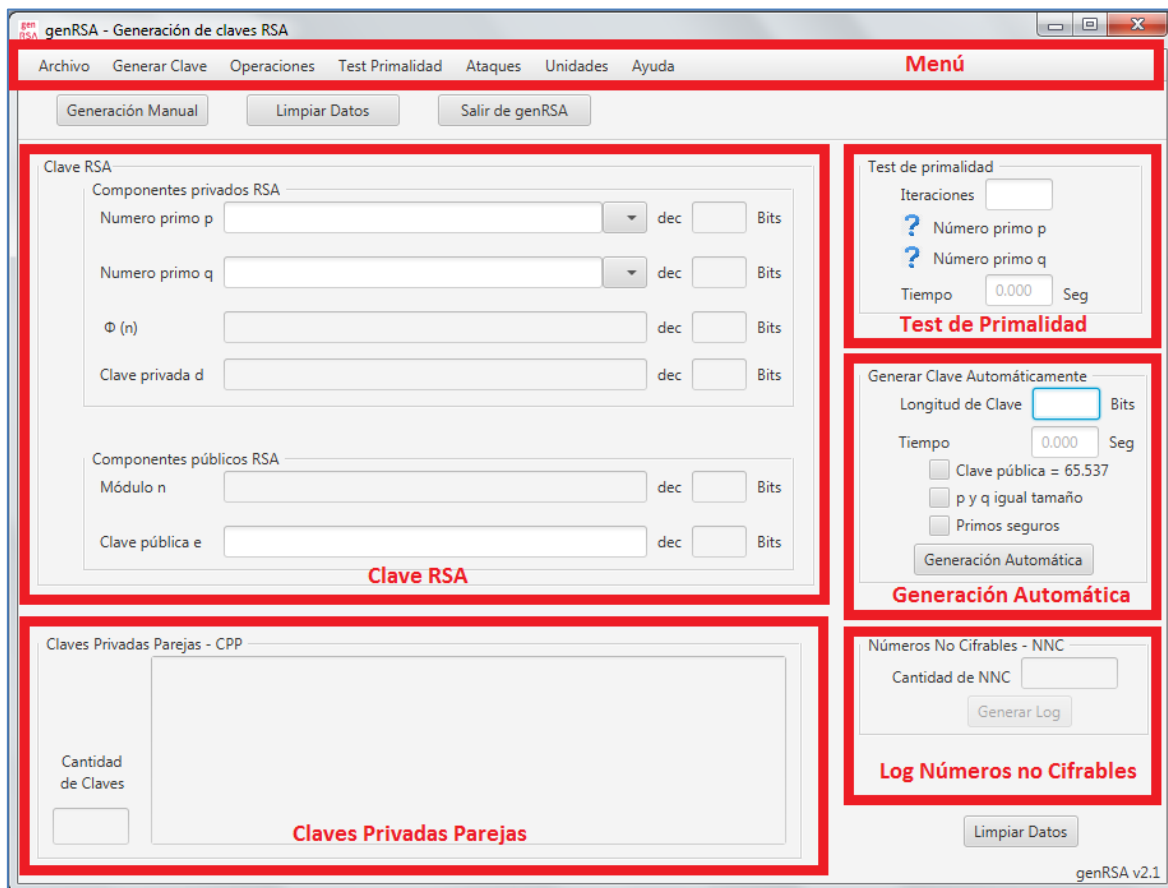 gen
RSA
genRSA - Generación de claves RSA
Archivo Generar Clave Operaciones Test Primalidad Ataques Unidades Ayuda Menú
Generación Manual Limpiar Datos Salir de genRSA
Clave RSA
Componentes privados RSA
Numero primo p dec Bits
Numero primo q dec Bits
Φ (n) dec Bits
Clave privada d dec Bits
Componentes públicos RSA
Módulo n dec Bits
Clave pública e dec Bits
Clave RSA
Test de primalidad
Iteraciones
? Número primo p
? Número primo q
Tiempo 0.000 Seg
Test de Primalidad
Generar Clave Automáticamente
Longitud de Clave Bits
Tiempo 0.000 Seg
Clave pública = 65.537
p y q igual tamaño
Primos seguros
Generación Automática
Generación Automática
Claves Privadas Parejas - CPP
Cantidad
de Claves
Claves Privadas Parejas
Números No Cifrables - NNC
Cantidad de NNC
Generar Log
Log Números no Cifrables
Limpiar Datos
genRSA v2.1